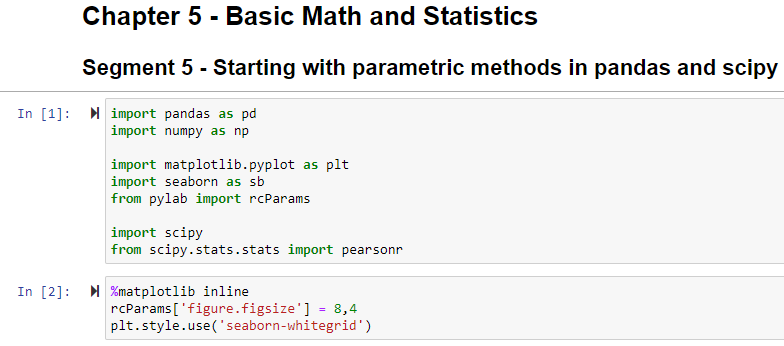 Chapter 5 - Basic Math and Statistics
Segment 5 - Starting with parametric methods in pandas and scipy
In [1]:
import pandas as pd
import numpy as np
import matplotlib.pyplot as plt
import seaborn as sb
from pylab import rcParams
import scipy
from scipy.stats.stats import pearsonr
In [2]:
%matplotlib inline
rcParams['figure.figsize'] = 8,4
plt.style.use('seaborn-whitegrid')